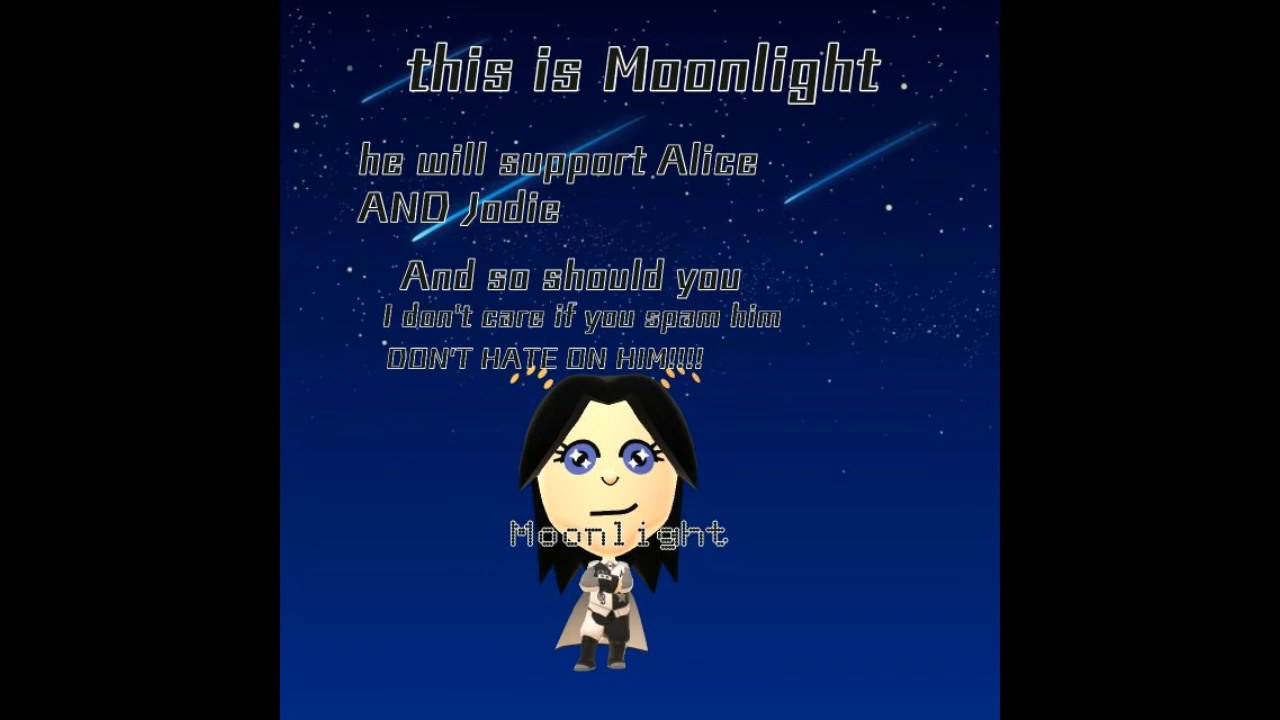 this is Moonlight
he will support Alice
AND Jodie
And so should you
I don't care if you spam him
DON'T HATE ON HIM!!!!
Moonlight